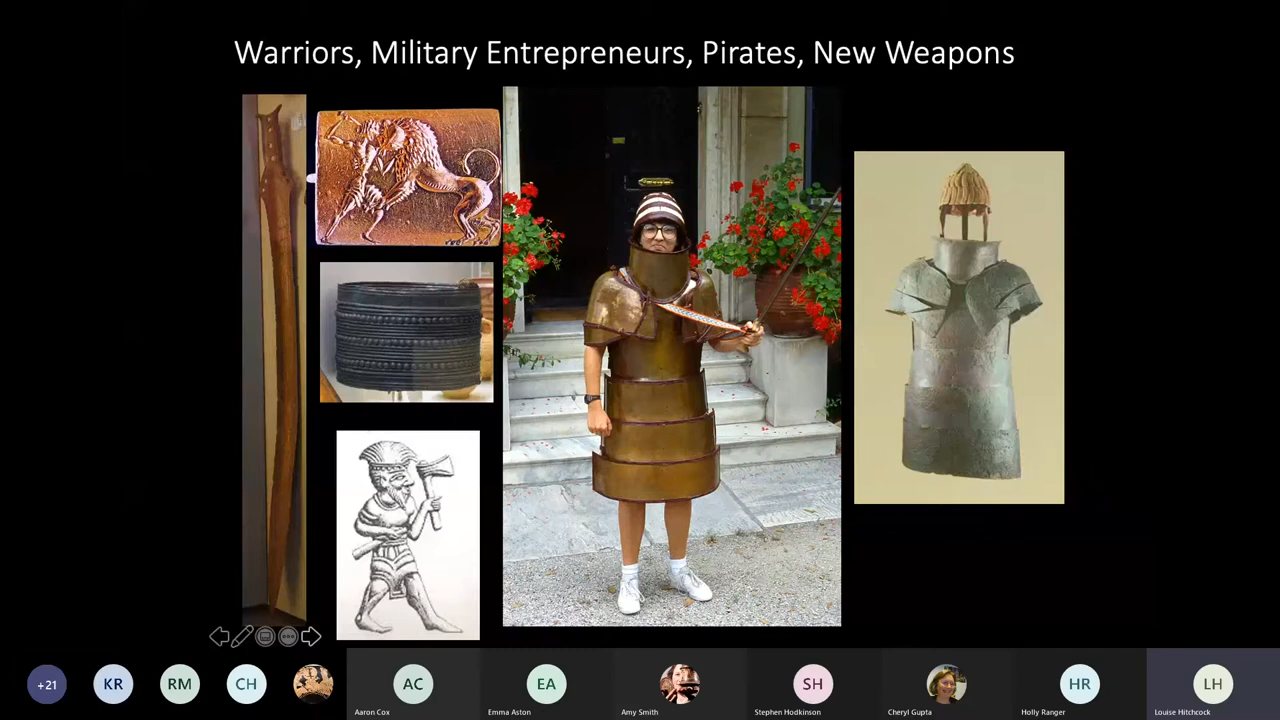 Warriors, Military Entrepreneurs, Pirates, New Weapons
+21
KR
RM
CH
AC
EA
SH
HR
LH
Aaron Cox
Emma Aston
Amy Smith
Stephen Hodkinson
Cheryl Gupta
Holly Ranger
Louise Hitchcock